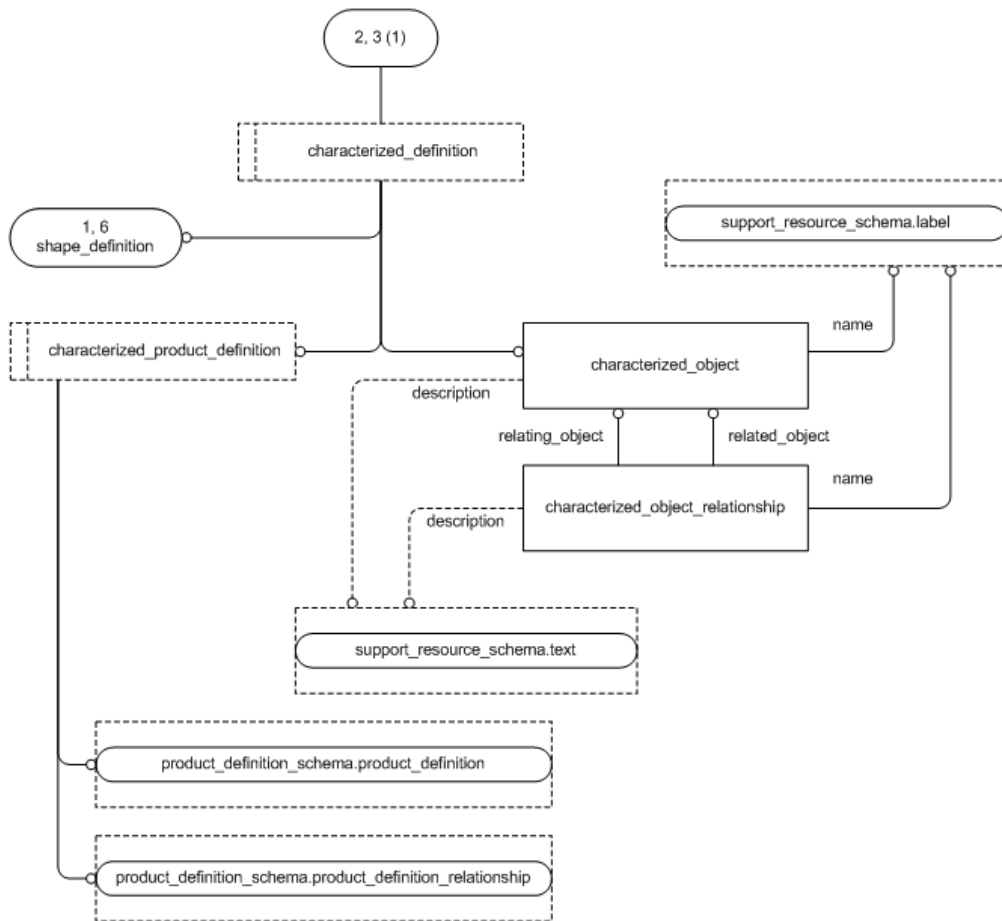 2, 3 (1)
characterized_definition
1, 6
shape_definition
support_resource_schema.label
characterized_product_definition
characterized_object
name
description
relating_object
related_object
characterized_object_relationship
name
description
support_resource_schema.text
product_definition_schema.product_definition
product_definition_schema.product_definition_relationship